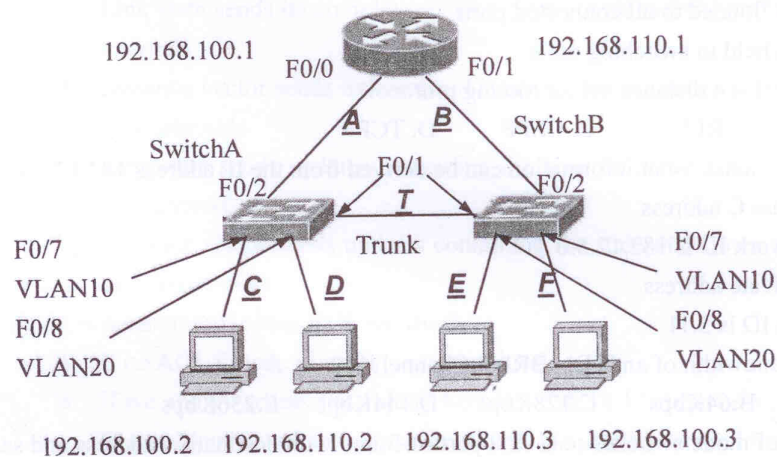 192.168.100.1
192.168.110.1
F0/0
F0/1
A
B
SwitchA
SwitchB
F0/2
F0/1
F0/2
T
Trunk
F0/7
VLAN10
F0/8
VLAN20
C
D
E
F
F0/7
VLAN10
F0/8
VLAN20
192.168.100.2
192.168.110.2
192.168.110.3
192.168.100.3